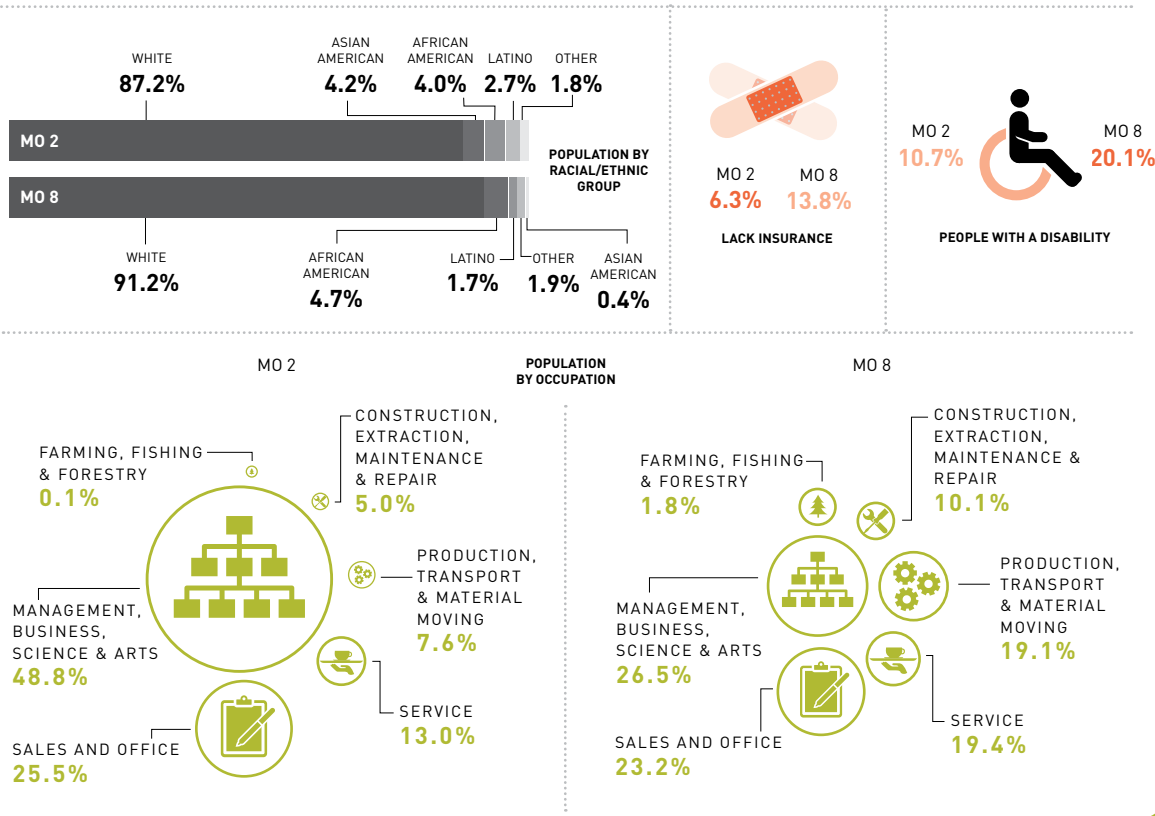 WHITE
87.2%
ASIAN
AMERICAN
4.2%
AFRICAN
AMERICAN
4.0%
LATINO
2.7%
OTHER
1.8%
MO 2
MO 8
POPULATION BY
RACIAL/ETHNIC
GROUP
WHITE
91.2%
AFRICAN
AMERICAN
4.7%
LATINO
1.7%
OTHER
1.9%
ASIAN
AMERICAN
0.4%
MO 2
6.3%
MO 8
13.8%
LACK INSURANCE
MO 2
10.7%
MO 8
20.1%
PEOPLE WITH A DISABILITY
POPULATION
BY OCCUPATION
MO 2
FARMING, FISHING
& FORESTRY
0.1%
CONSTRUCTION,
EXTRACTION,
MAINTENANCE
& REPAIR
5.0%
PRODUCTION,
TRANSPORT
& MATERIAL
MOVING
7.6%
MANAGEMENT,
BUSINESS,
SCIENCE & ARTS
48.8%
SERVICE
13.0%
SALES AND OFFICE
25.5%
MO 8
FARMING, FISHING
& FORESTRY
1.8%
CONSTRUCTION,
EXTRACTION,
MAINTENANCE &
REPAIR
10.1%
PRODUCTION,
TRANSPORT
& MATERIAL
MOVING
19.1%
MANAGEMENT,
BUSINESS,
SCIENCE & ARTS
26.5%
SERVICE
19.4%
SALES AND OFFICE
23.2%